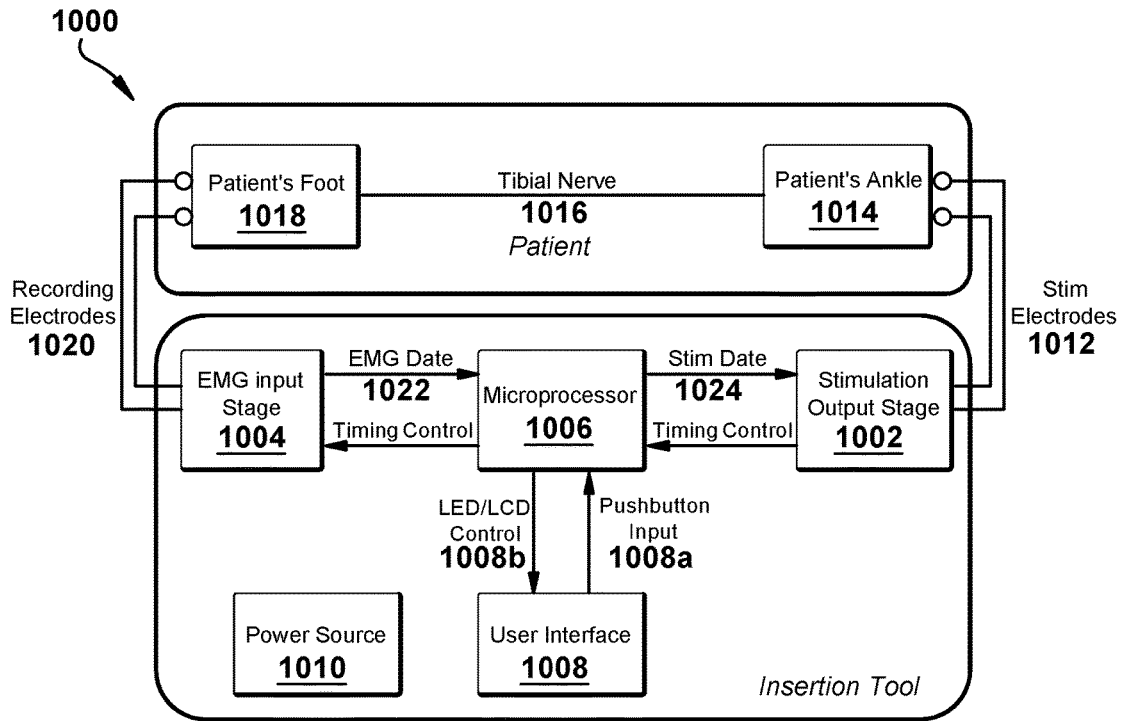 1000
Patient's Foot
1018
Tibial Nerve
1016
Patient
Patient's Ankle
1014
Recording
Electrodes
1020
Stim
Electrodes
1012
EMG input
Stage
1004
EMG Date
1022
Timing Control
Microprocessor
1006
Stim Date
1024
Timing Control
Stimulation
Output Stage
1002
LED/LCD
Control
1008b
Pushbutton
Input
1008a
Power Source
1010
User Interface
1008
Insertion Tool